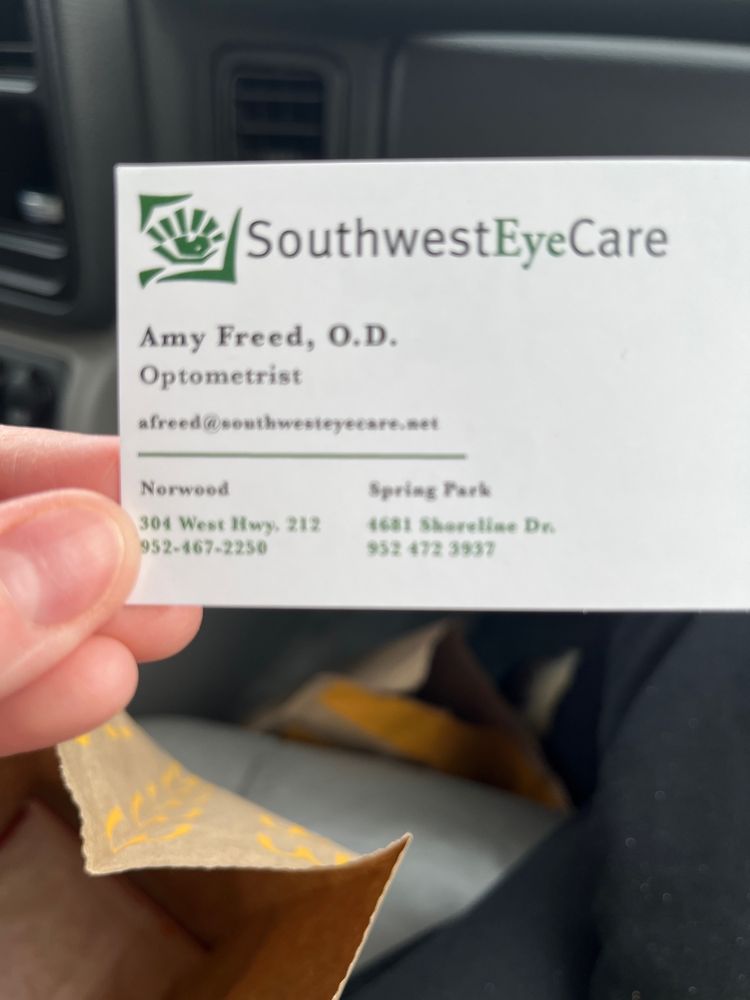 SouthwestEyeCare
Amy Freed, O.D.
Optometrist
afreed@southwesteyecare.net
Norwood
304 West Hwy. 212
952-467-2250
Spring Park
4681 Shoreline Dr.
952 472 3937